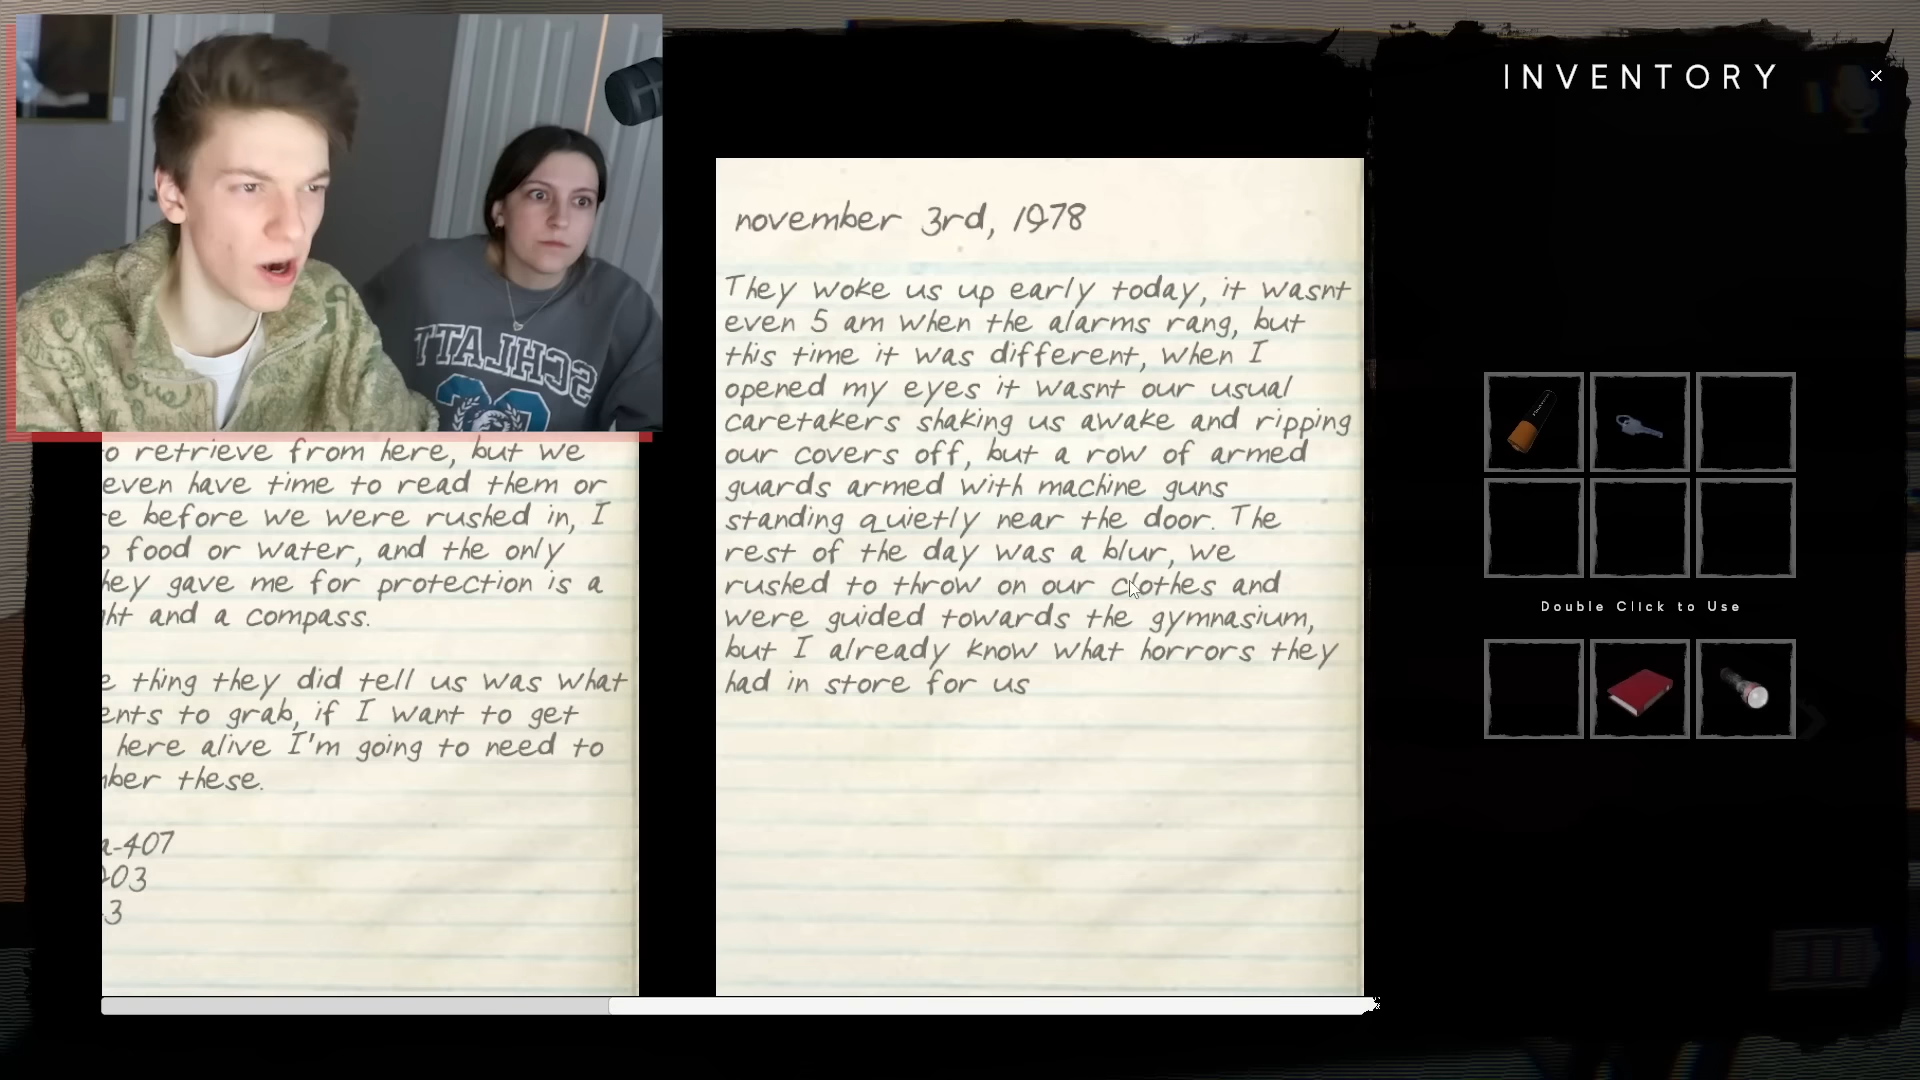 INVENTORY
SCHLATT
o retrieve from here, but we
even have time to read them or
e before we were rushed in, I
food or water, and the only
hey gave me for protection is a
ht and a compass.
e thing they did tell us was what
ents to grab, if I want to get
here alive I'm going to need to
ber these.
a-407
03
3
november 3rd, 1978
They woke us up early today, it wasnt
even 5 am when the alarms rang, but
this time it was different, when I
opened my eyes it wasnt our usual
caretakers shaking us awake and ripping
our covers off, but a row of armed
guards armed with machine guns
standing quietly near the door. The
rest of the day was a blur, we
rushed to throw on our clothes and
were guided towards the gymnasium,
but I already know what horrors they
had in store for us
Double Click to Use